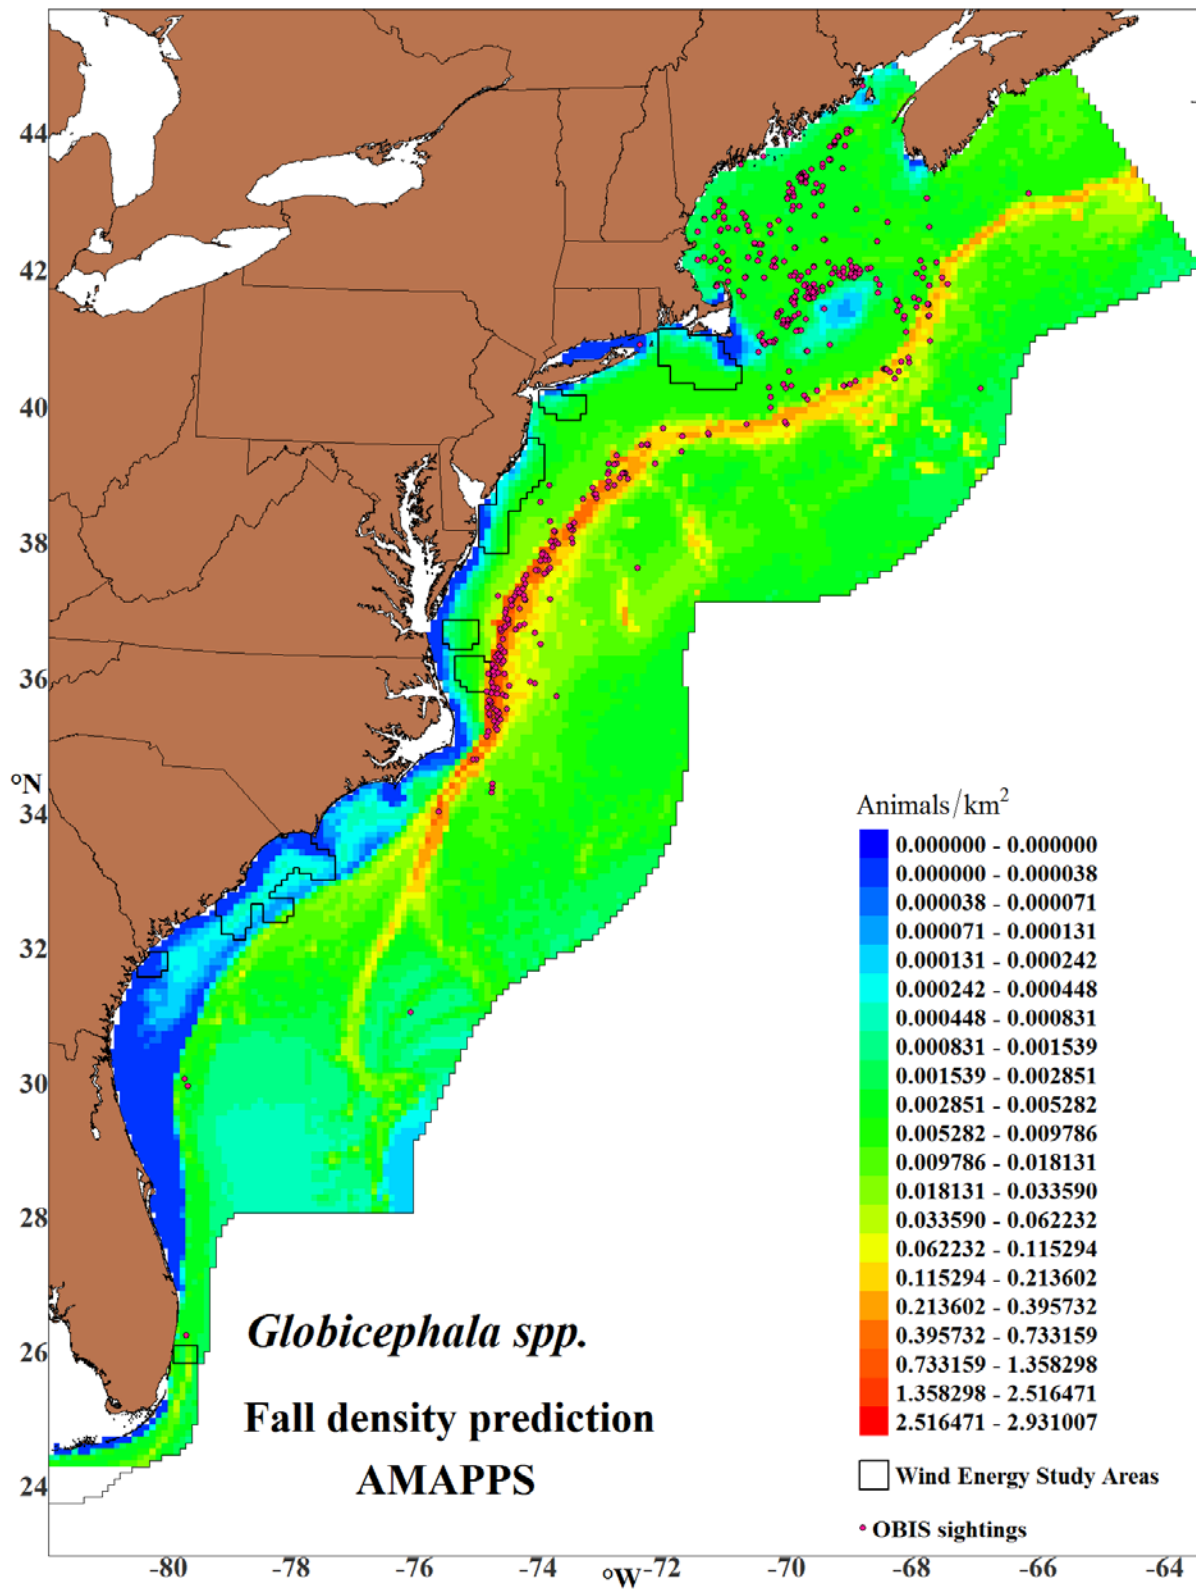 44
42
40
38
36
°N
34
32
30
28
26
24
Animals/km²
0.000000 - 0.000000
0.000000 - 0.000038
0.000038 - 0.000071
0.000071 - 0.000131
0.000131 - 0.000242
0.000242 - 0.000448
0.000448 - 0.000831
0.000831 - 0.001539
0.001539 - 0.002851
0.002851 - 0.005282
0.005282 - 0.009786
0.009786 - 0.018131
0.018131 - 0.033590
0.033590 - 0.062232
0.062232 - 0.115294
0.115294 - 0.213602
0.213602 - 0.395732
0.395732 - 0.733159
0.733159 - 1.358298
1.358298 - 2.516471
2.516471 - 2.931007
Wind Energy Study Areas
OBIS sightings
Globicephala spp.
Fall density prediction
AMAPPS
-80 -78 -76 -74 °W -72 -70 -68 -66 -64